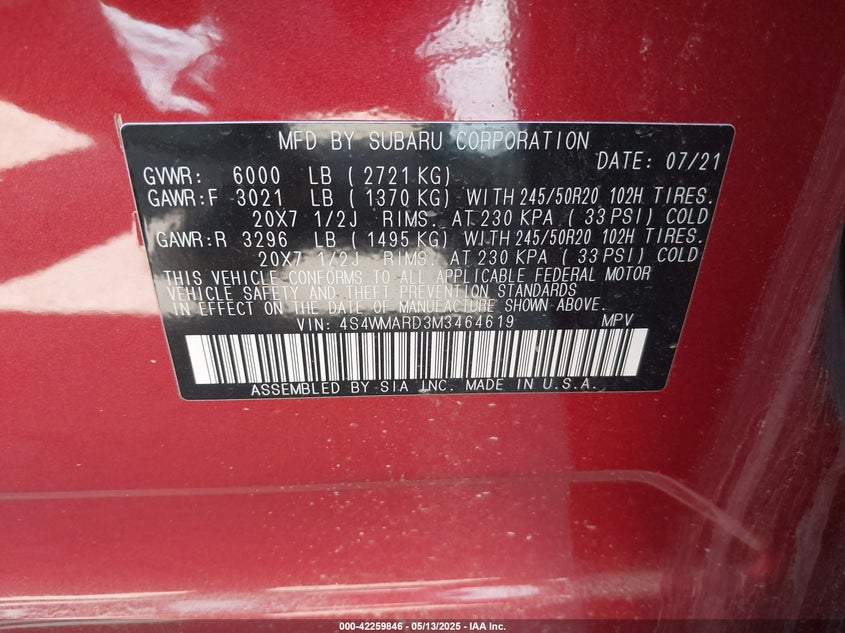 MFD BY SUBARU CORPORATION
DATE: 07/21
GVWR: 6000 LB ( 2721 KG)
GAWR:F 3021 LB ( 1370 KG) WITH 245/50R20 102H TIRES.
20X7 1/2J RIMS. AT 230 KPA ( 33 PSI) COLD
GAWR:R 3296 LB ( 1495 KG) WITH 245/50R20 102H TIRES.
20X7 1/2J RIMS. AT 230 KPA ( 33 PSI) COLD
THIS VEHICLE CONFORMS TO ALL APPLICABLE FEDERAL MOTOR
VEHICLE SAFETY AND THEFT PREVENTION STANDARDS
IN EFFECT ON THE DATE OF MANUFACTURE SHOWN ABOVE.
VIN: 4S4WMARD3M3464619 MPV
ASSEMBLED BY SIA INC. MADE IN U.S.A.
000-42259846 - 05/13/2025 - IAA Inc.